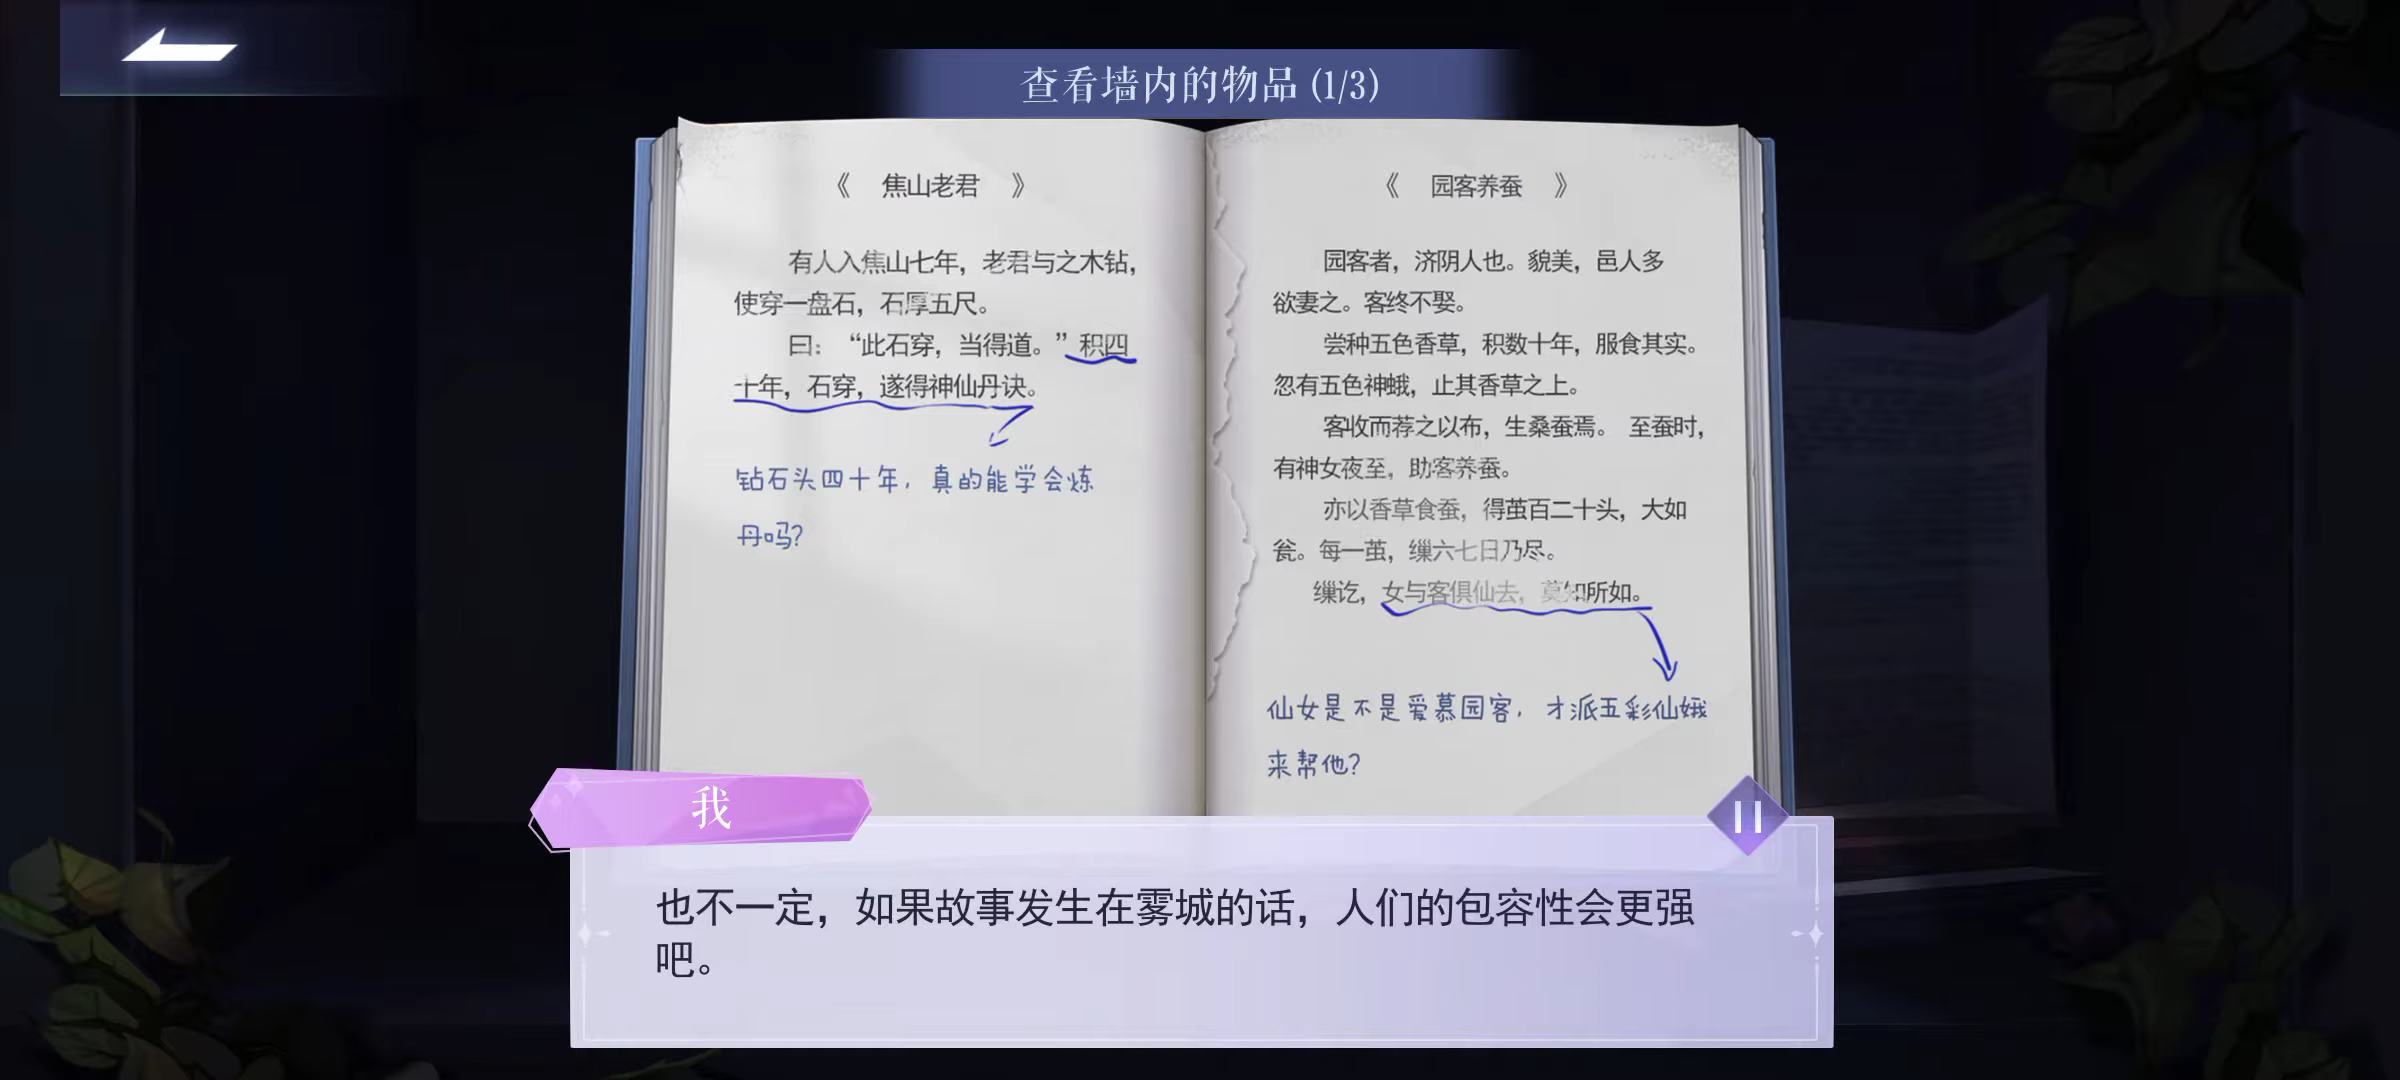 查看墙内的物品 (1/3)
《 焦山老君 》
有人入焦山七年，老君与之木钻，
使穿一盘石，石厚五尺。
曰：“此石穿，当得道。”积四
十年，石穿，遂得神仙丹诀。
钻石头四十年，真的能学会炼
丹吗?
《 园客养蚕 》
园客者，济阴人也。貌美，邑人多
欲妻之。客终不娶。
尝种五色香草，积数十年，服食其实。
忽有五色神蛾，止其香草之上。
客收而荐之以布，生桑蚕焉。 至蚕时，
有神女夜至，助客养蚕。
亦以香草食蚕，得茧百二十头，大如
瓮。每一茧，缫六七日乃尽。
缫讫，女与客俱仙去，莫知所如。
仙女是不是爱慕园客，才派五彩仙娥
来帮他?
我
也不一定，如果故事发生在雾城的话，人们的包容性会更强
吧。